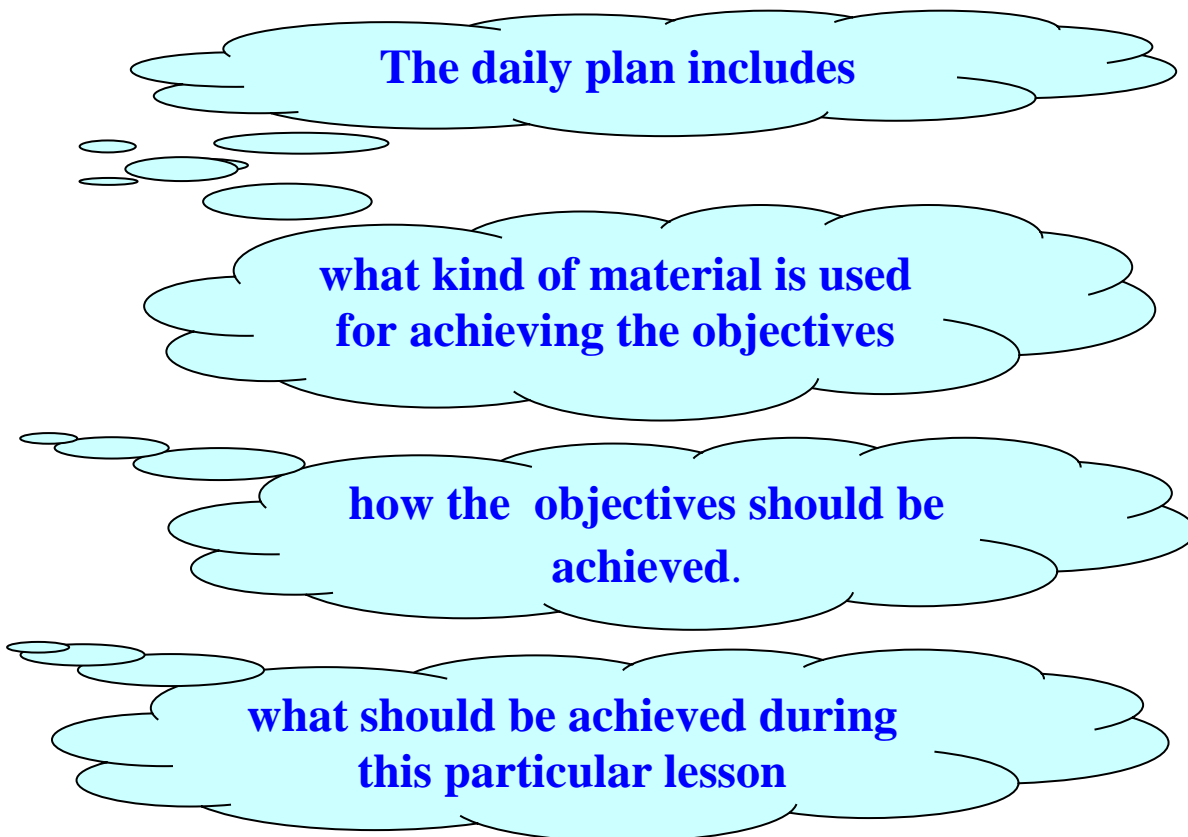 The daily plan includes
what kind of material is used
for achieving the objectives
how the  objectives should be
achieved.
what should be achieved during
this particular lesson